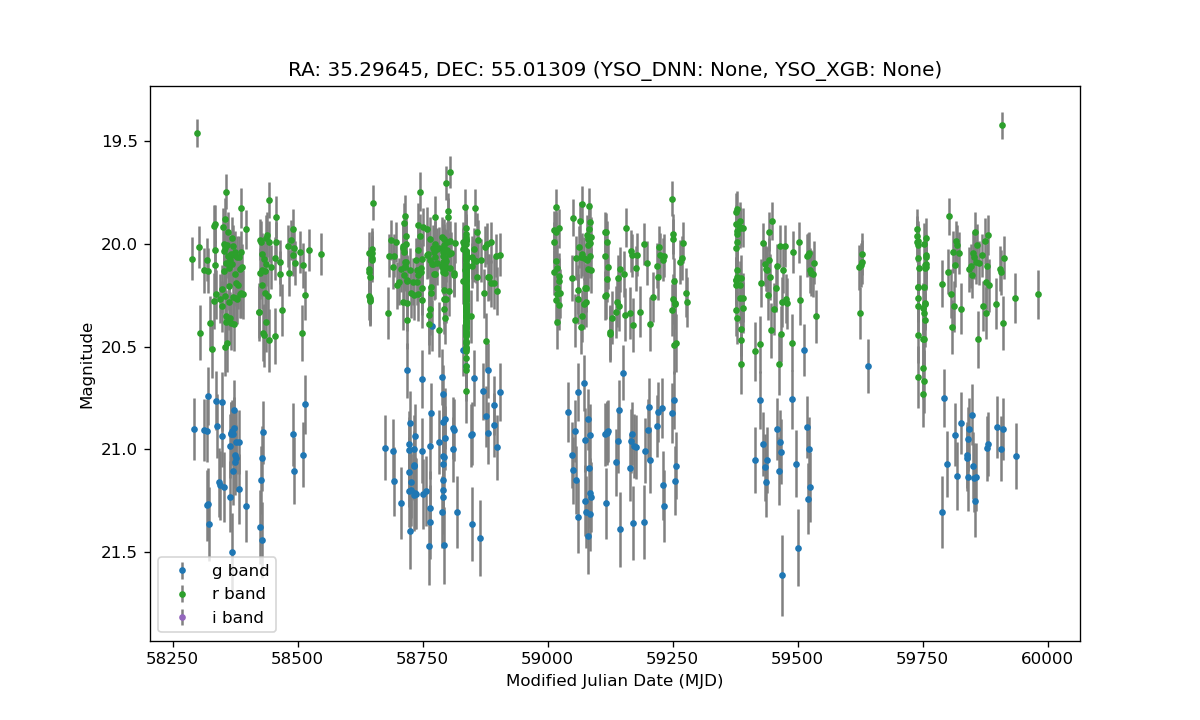 RA: 35.29645, DEC: 55.01309 (YSO_DNN: None, YSO_XGB: None)
19.5
20.0
20.5
21.0
21.5
Magnitude
g band
r band
i band
58250
58500
58750
59000
59250
59500
59750
60000
Modified Julian Date (MJD)